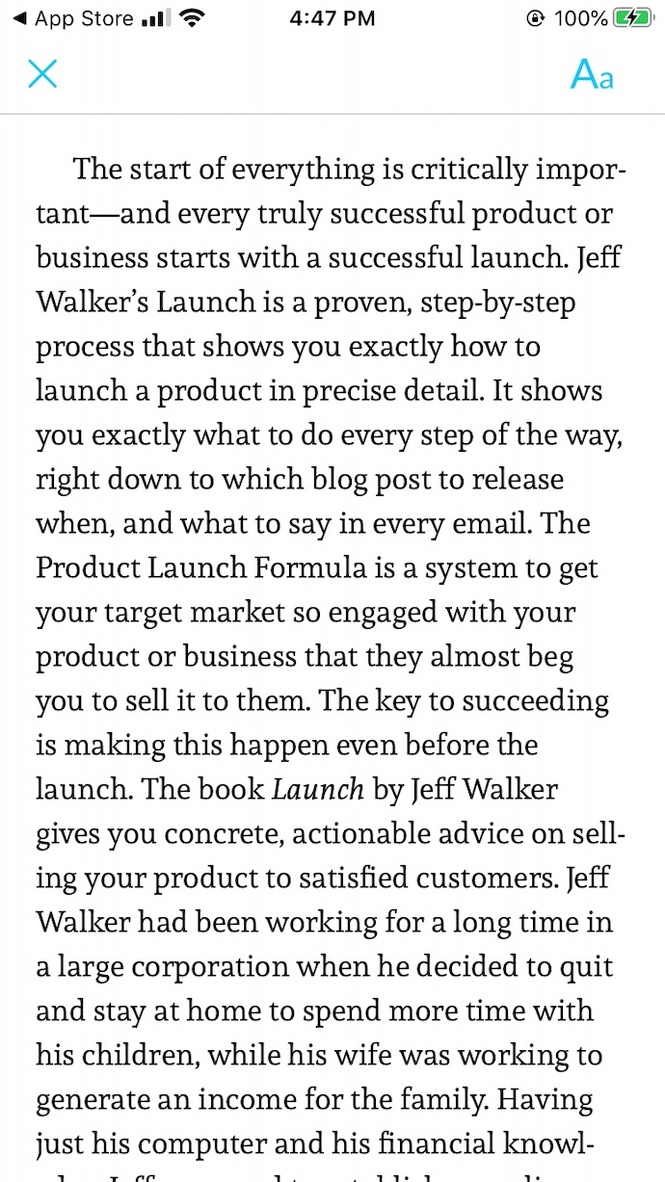 App Store
4:47 PM
100%
Aa
The start of everything is critically impor-
tant—and every truly successful product or
business starts with a successful launch. Jeff
Walker’s Launch is a proven, step-by-step
process that shows you exactly how to
launch a product in precise detail. It shows
you exactly what to do every step of the way,
right down to which blog post to release
when, and what to say in every email. The
Product Launch Formula is a system to get
your target market so engaged with your
product or business that they almost beg
you to sell it to them. The key to succeeding
is making this happen even before the
launch. The book Launch by Jeff Walker
gives you concrete, actionable advice on sell-
ing your product to satisfied customers. Jeff
Walker had been working for a long time in
a large corporation when he decided to quit
and stay at home to spend more time with
his children, while his wife was working to
generate an income for the family. Having
just his computer and his financial knowl-